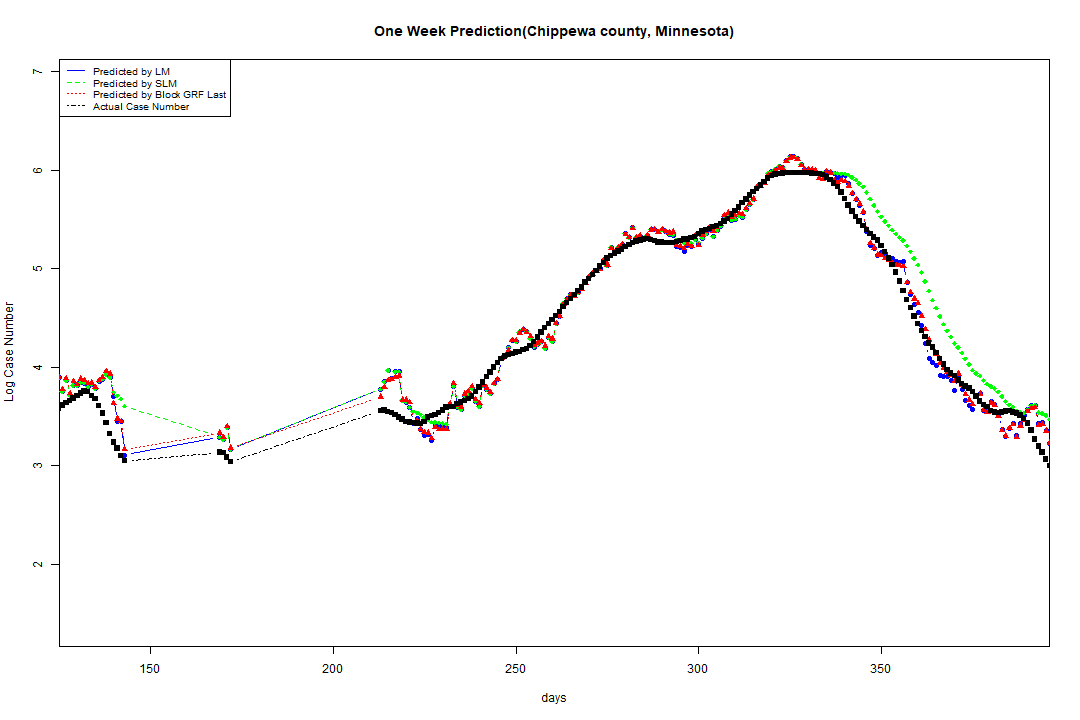 One Week Prediction(Chippewa county, Minnesota)
Predicted by LM
Predicted by SLM
Predicted by Block GRF Last
Actual Case Number
7
6
5
4
3
2
Log Case Number
150 200 250 300 350
days